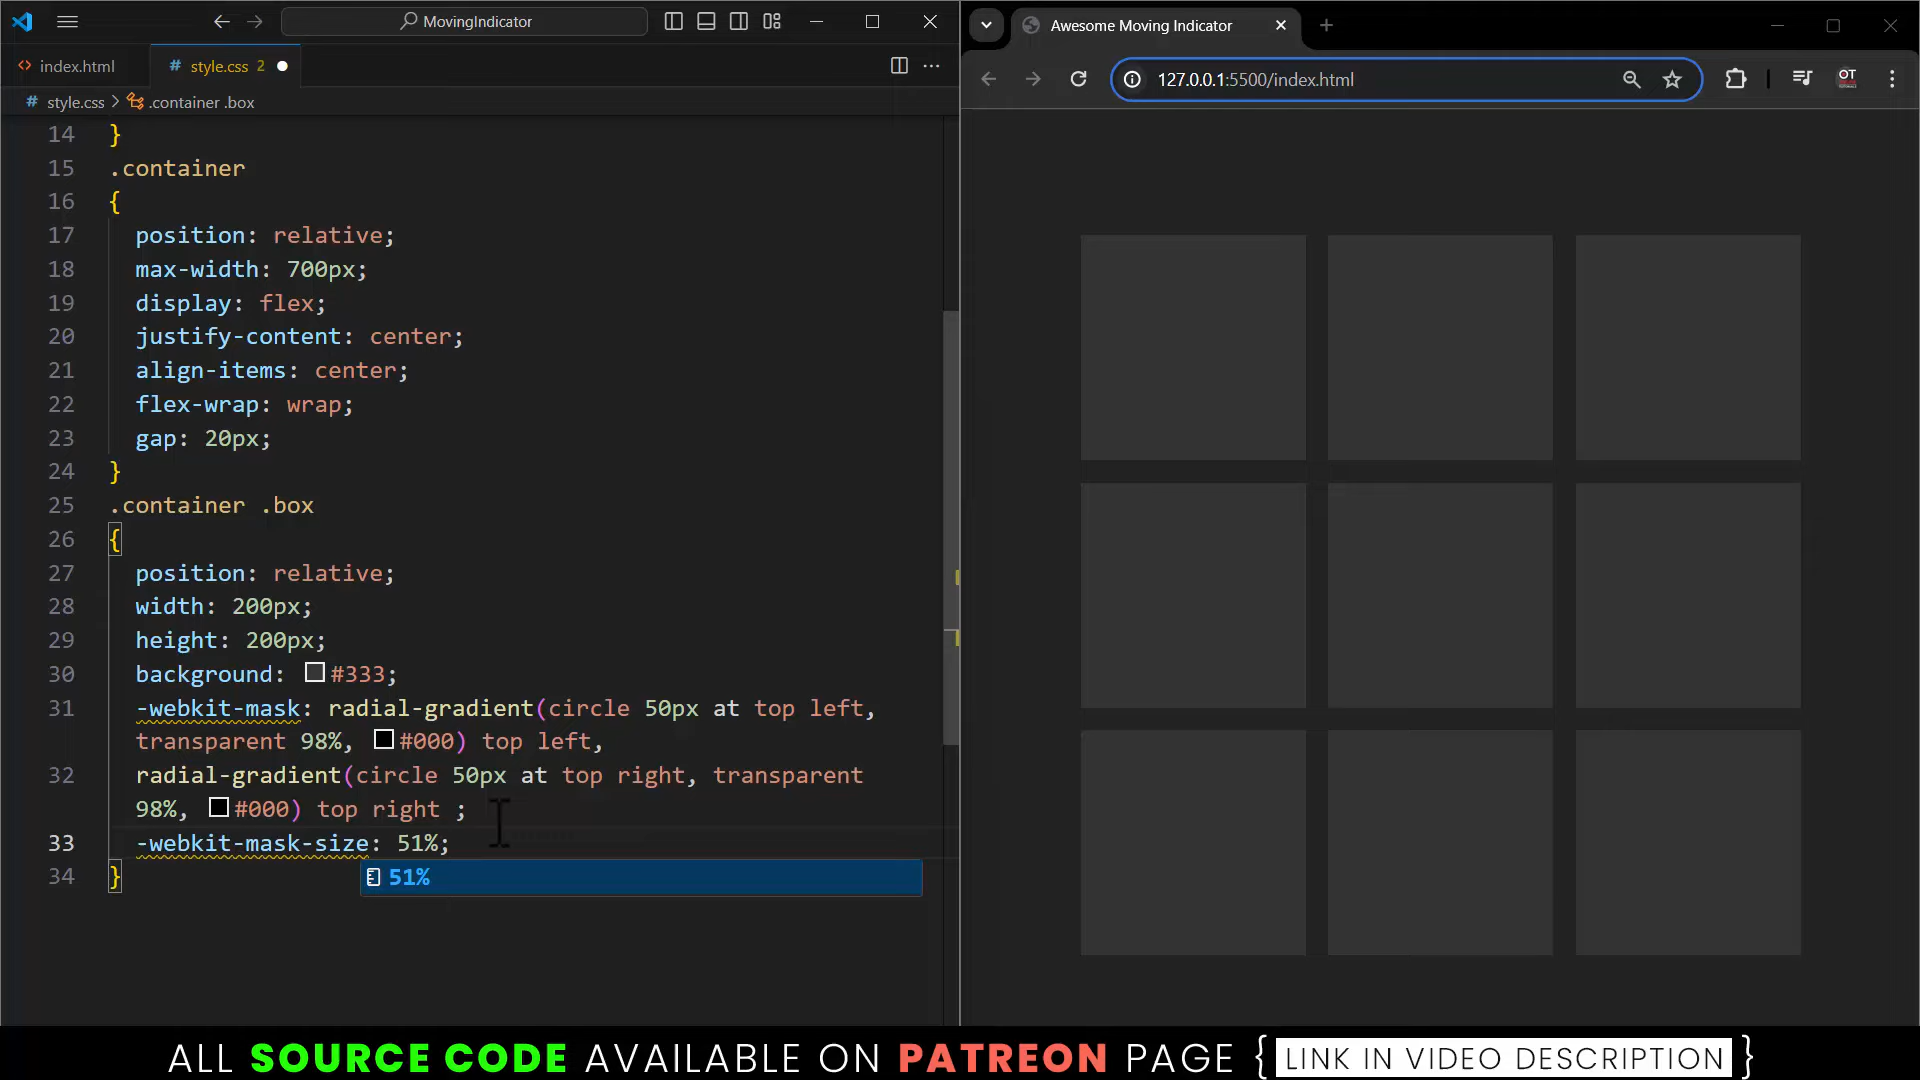 MovingIndicator
index.html
# style.css 2
# style.css > .container .box
14 }
15 .container
16 {
17 position: relative;
18 max-width: 700px;
19 display: flex;
20 justify-content: center;
21 align-items: center;
22 flex-wrap: wrap;
23 gap: 20px;
24 }
25 .container .box
26 {
27 position: relative;
28 width: 200px;
29 height: 200px;
30 background: #333;
31 -webkit-mask: radial-gradient(circle 50px at top left,
transparent 98%, #000) top left,
32 radial-gradient(circle 50px at top right, transparent
98%, #000) top right ;
33 -webkit-mask-size: 51%;
34 }
51%
Awesome Moving Indicator
127.0.0.1:5500/index.html
OT
ALL SOURCE CODE AVAILABLE ON PATREON PAGE { LINK IN VIDEO DESCRIPTION }